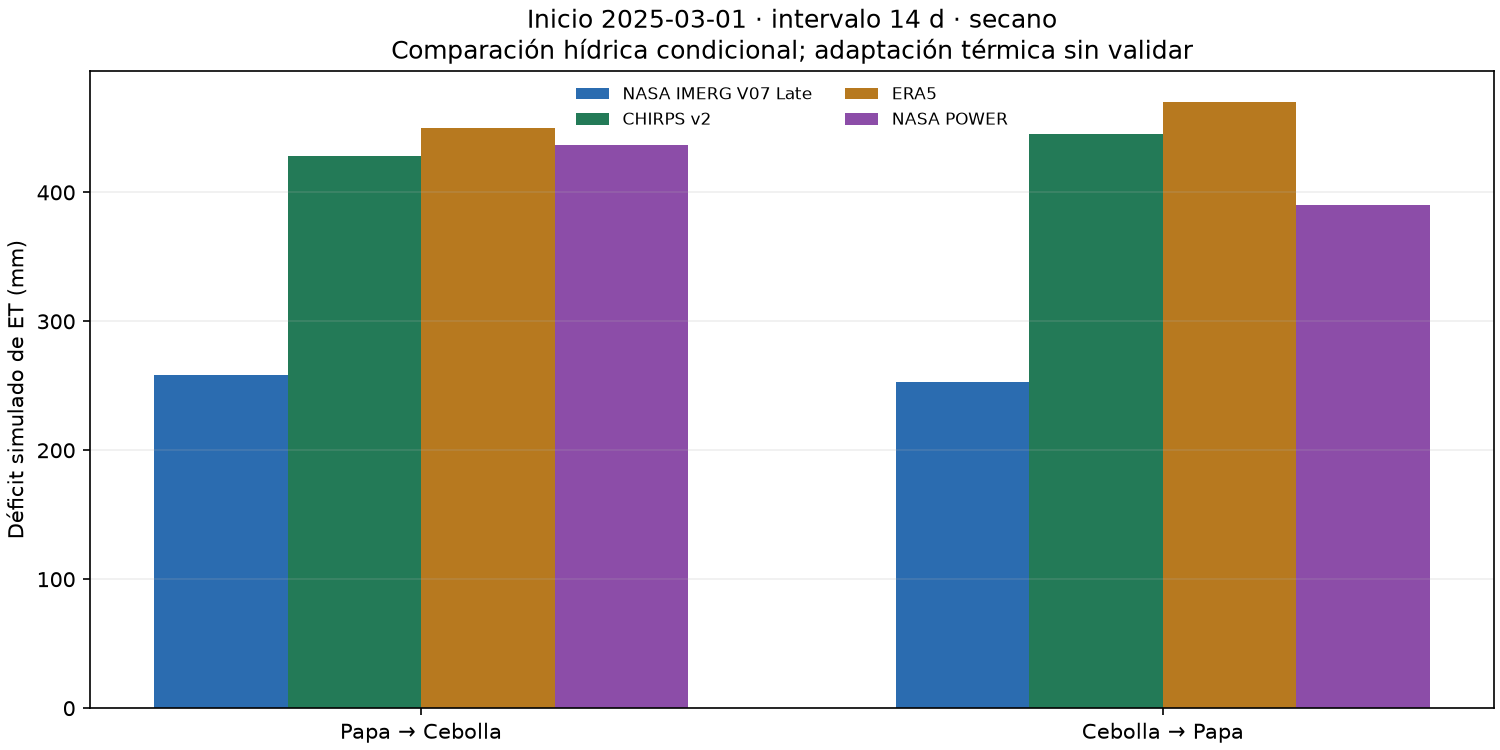 Inicio 2025-03-01 · intervalo 14 d · secano
Comparación hídrica condicional; adaptación térmica sin validar
NASA IMERG V07 Late
CHIRPS v2
ERA5
NASA POWER
Déficit simulado de ET (mm)
400
300
200
100
0
Papa → Cebolla
Cebolla → Papa